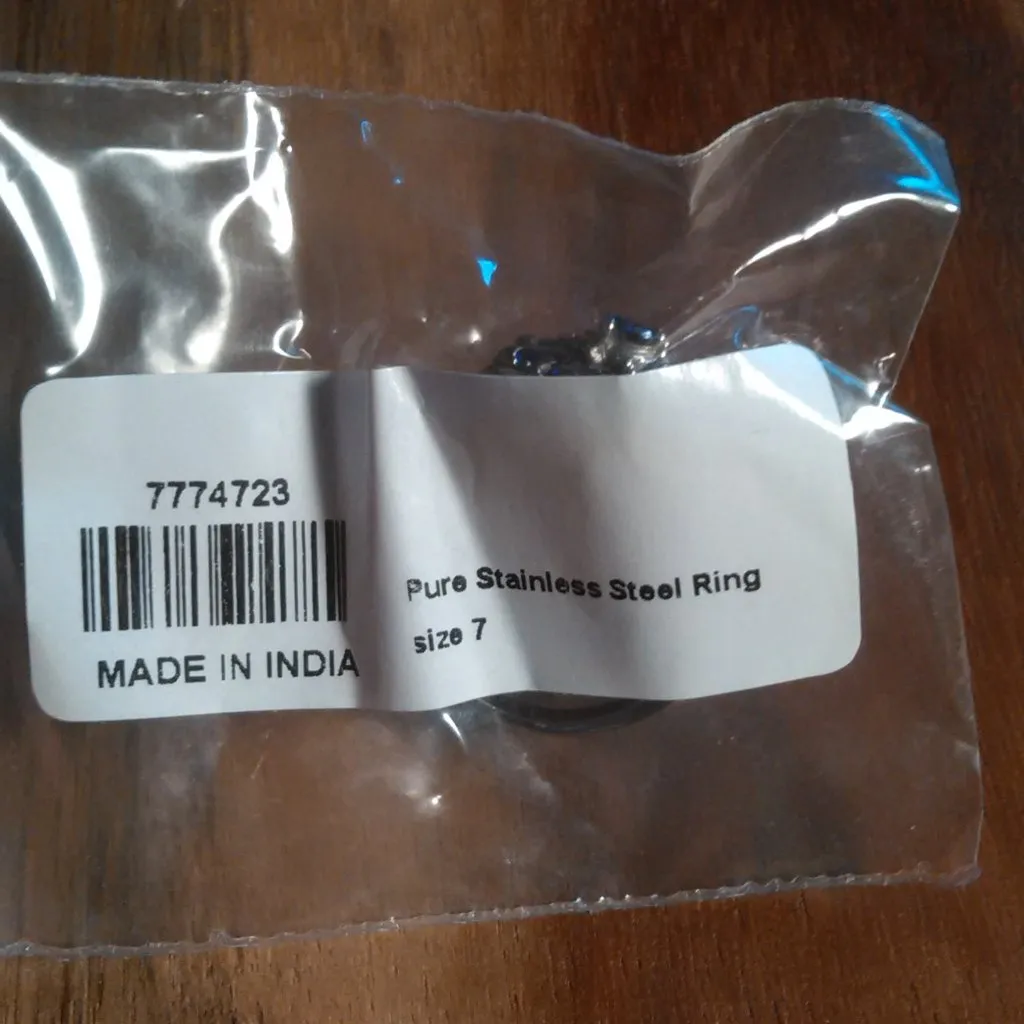 7774723
MADE IN INDIA
Pure Stainless Steel Ring
size 7